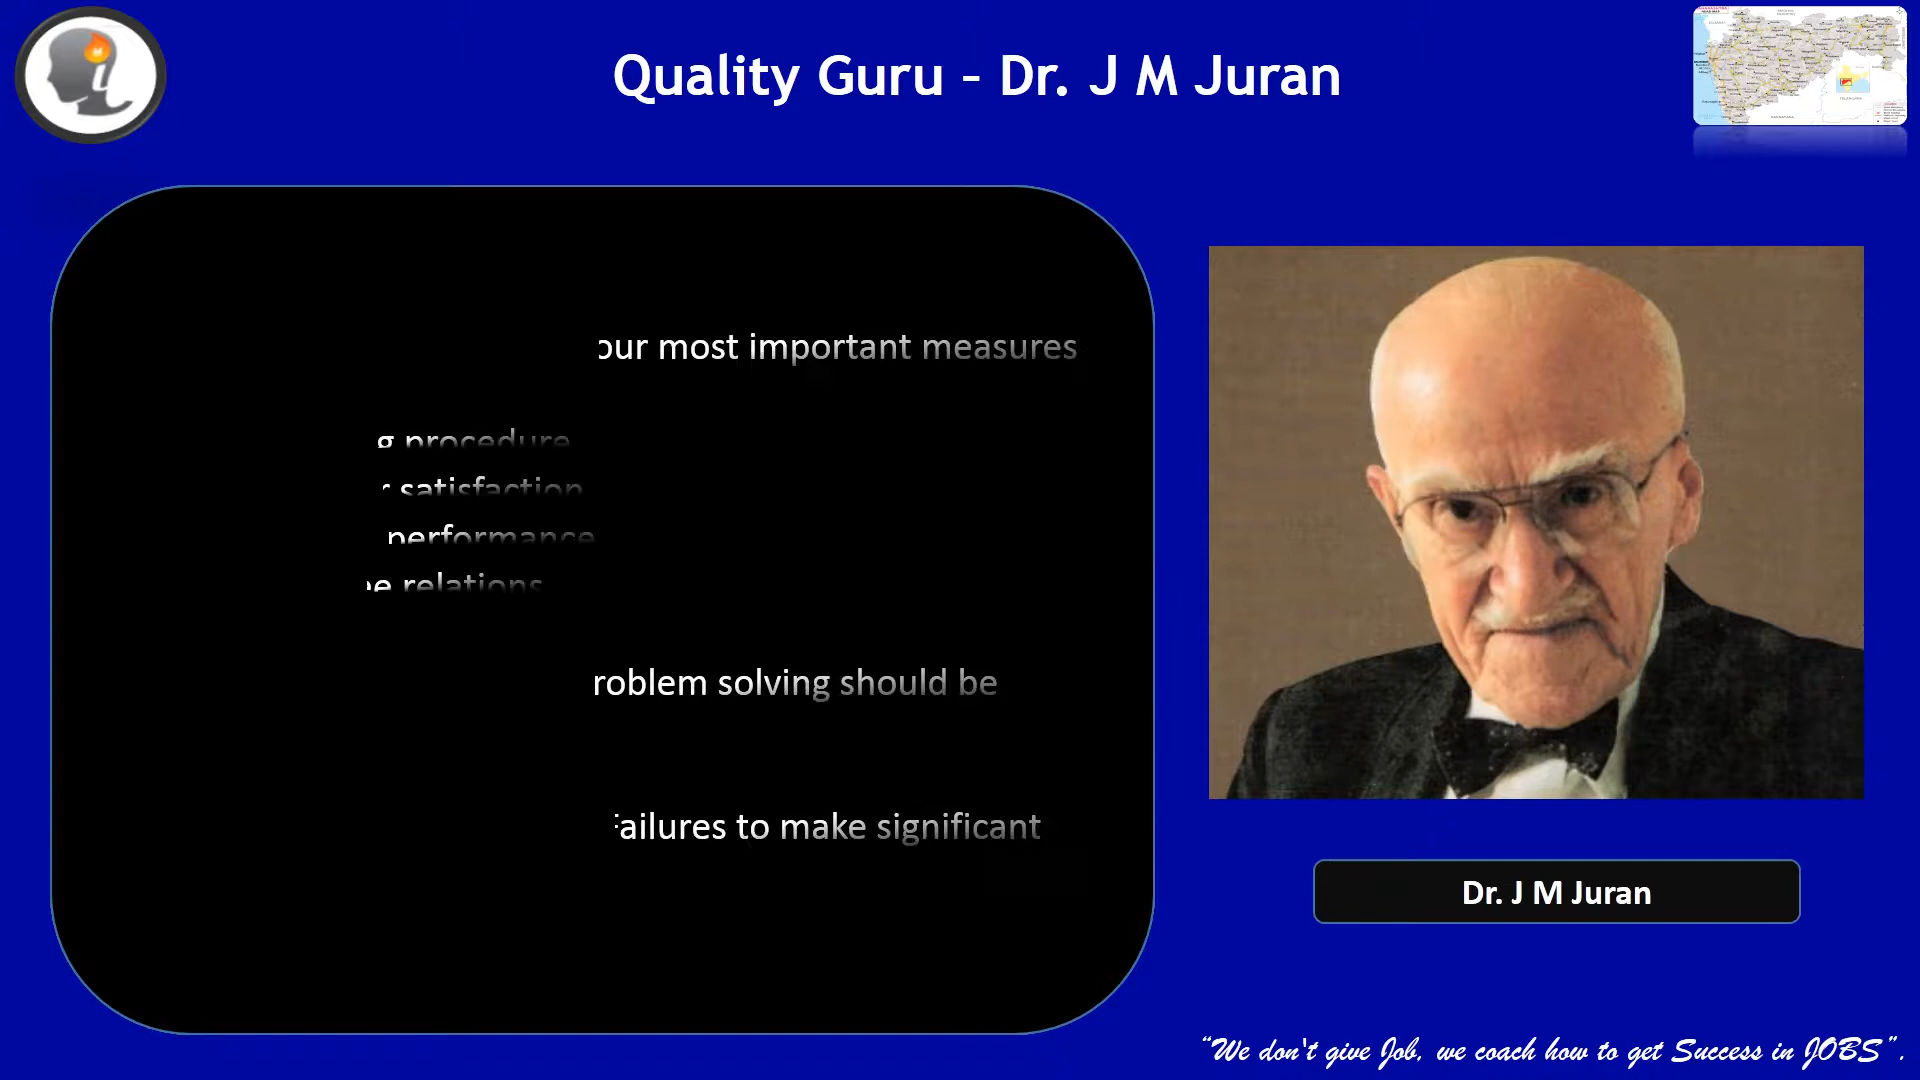 Quality Guru – Dr. J M Juran
our most important measures
g procedure
satisfaction
performance
relations
roblem solving should be
ailures to make significant
Dr. J M Juran
"We don't give Job, we coach how to get Success in JOBS".